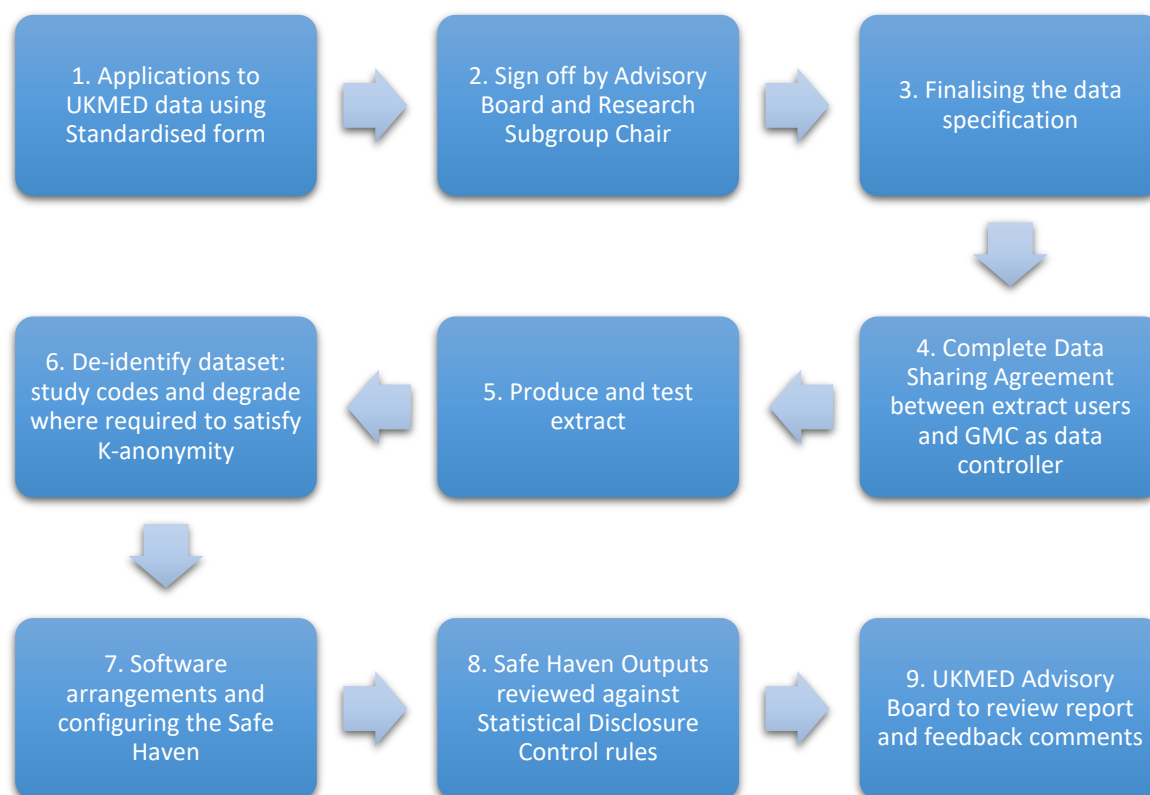 1. Applications to
UKMED data using
Standardised form
2. Sign off by Advisory
Board and Research
Subgroup Chair
3. Finalising the data
specification
4. Complete Data
Sharing Agreement
between extract users
and GMC as data
controller
5. Produce and test
extract
6. De-identify dataset:
study codes and degrade
where required to satisfy
K-anonymity
7. Software
arrangements and
configuring the Safe
Haven
8. Safe Haven Outputs
reviewed against
Statistical Disclosure
Control rules
9. UKMED Advisory
Board to review report
and feedback comments